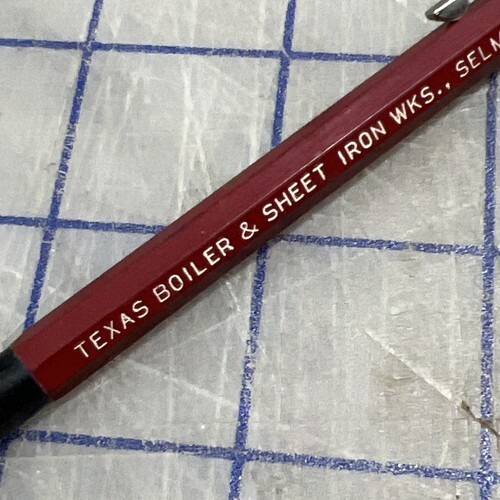 TEXAS BOILER & SHEET IRON WKS., SELM